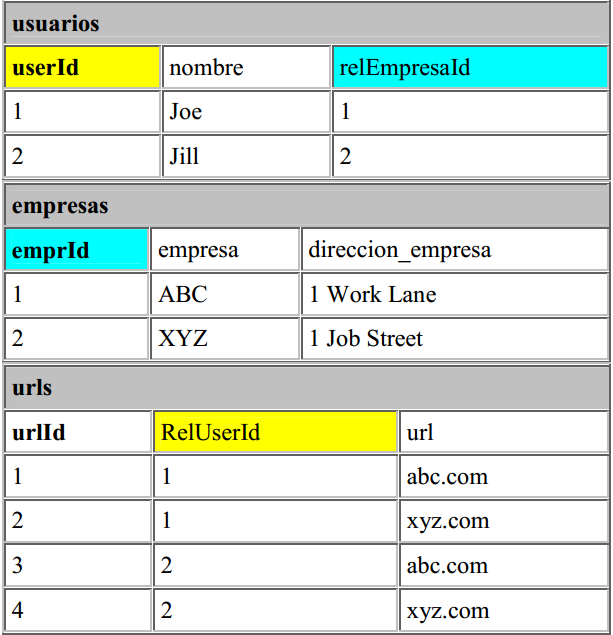 usuarios
userId nombre relEmpresaId
1 Joe 1
2 Jill 2
empresas
emprId empresa direccion_empresa
1 ABC 1 Work Lane
2 XYZ 1 Job Street
urls
urlId RelUserId url
1 1 abc.com
2 1 xyz.com
3 2 abc.com
4 2 xyz.com